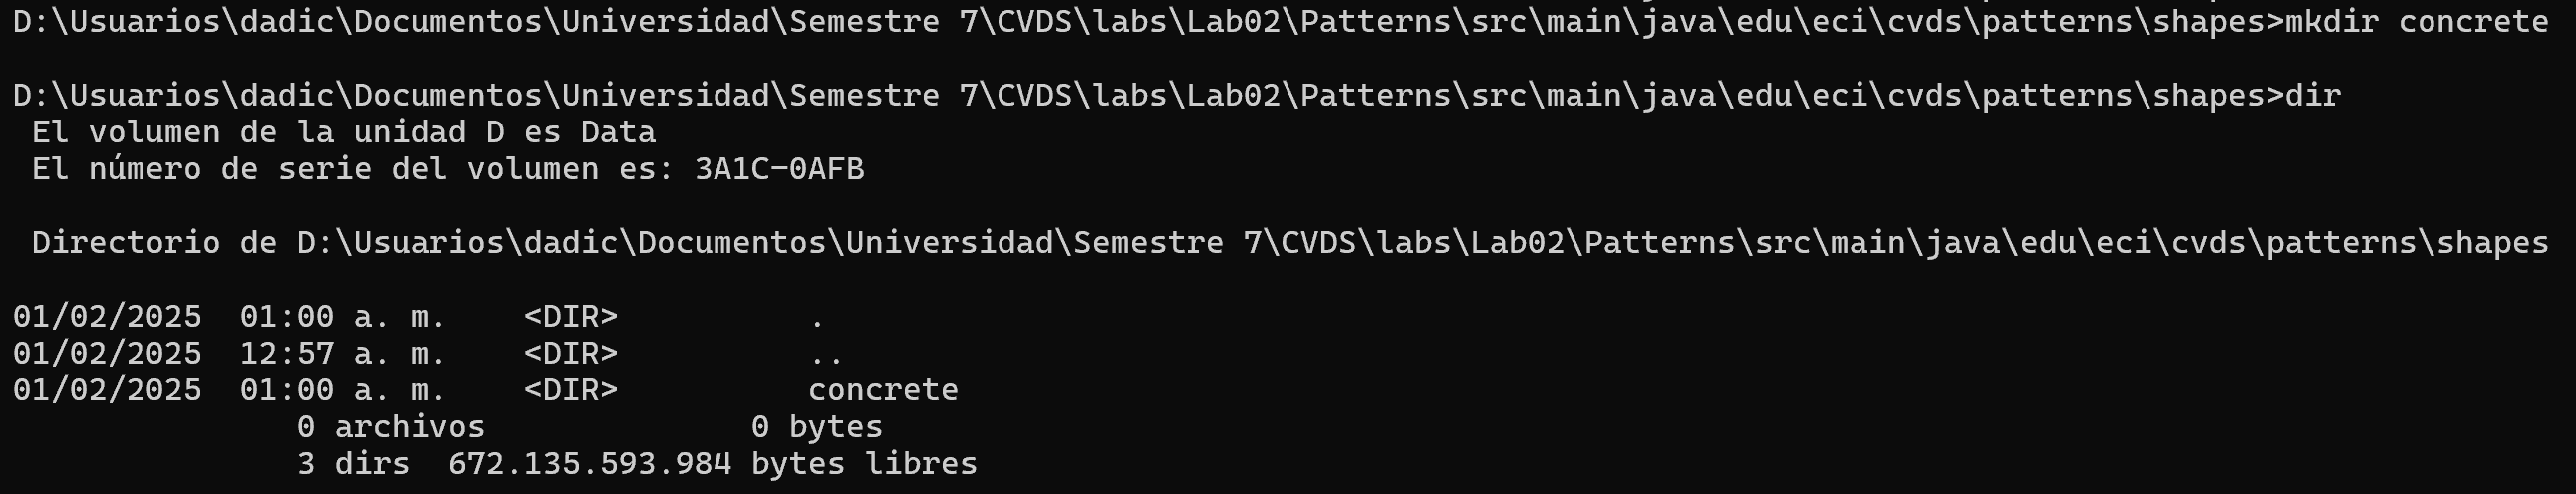 D:\Usuarios\dadic\Documentos\Universidad\Semestre 7\CVDS\labs\Lab02\Patterns\src\main\java\edu\eci\cvds\patterns\shapes>mkdir concrete
D:\Usuarios\dadic\Documentos\Universidad\Semestre 7\CVDS\labs\Lab02\Patterns\src\main\java\edu\eci\cvds\patterns\shapes>dir
El volumen de la unidad D es Data
El número de serie del volumen es: 3A1C-0AFB
Directorio de D:\Usuarios\dadic\Documentos\Universidad\Semestre 7\CVDS\labs\Lab02\Patterns\src\main\java\edu\eci\cvds\patterns\shapes
01/02/2025  01:00 a. m.    <DIR>          .
01/02/2025  12:57 a. m.    <DIR>          ..
01/02/2025  01:00 a. m.    <DIR>          concrete
0 archivos              0 bytes
3 dirs  672.135.593.984 bytes libres